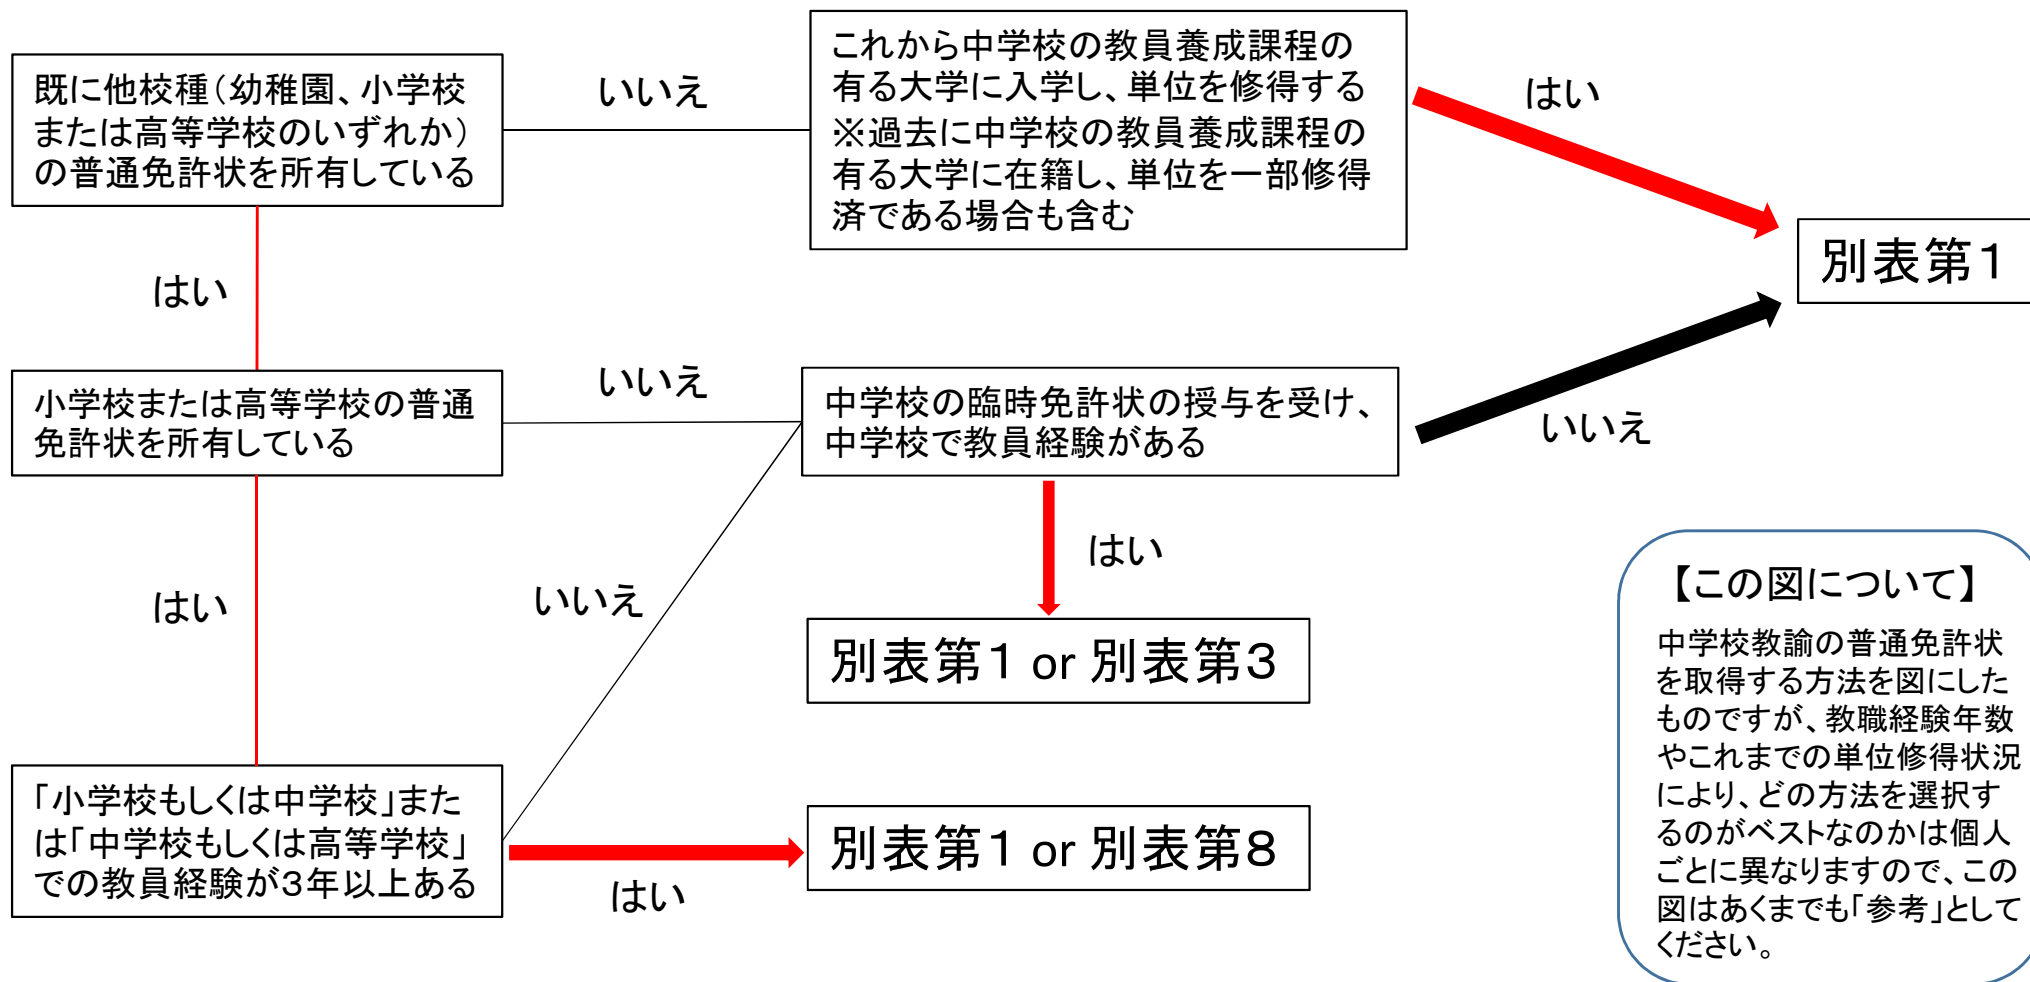 既に他校種（幼稚園、小学校
または高等学校のいずれか）
の普通免許状を所有している
いいえ
これから中学校の教員養成課程の
有る大学に入学し、単位を修得する
※過去に中学校の教員養成課程の
有る大学に在籍し、単位を一部修得
済である場合も含む
はい
別表第１
はい
小学校または高等学校の普通
免許状を所有している
いいえ
中学校の臨時免許状の授与を受け、
中学校で教員経験がある
いいえ
はい
別表第１ or 別表第３
はい
いいえ
「小学校もしくは中学校」また
は「中学校もしくは高等学校」
での教員経験が３年以上ある
はい
別表第１ or 別表第８
【この図について】
中学校教諭の普通免許状
を取得する方法を図にした
ものですが、教職経験年数
やこれまでの単位修得状況
により、どの方法を選択す
るのがベストなのかは個人
ごとに異なりますので、この
図はあくまでも「参考」として
ください。